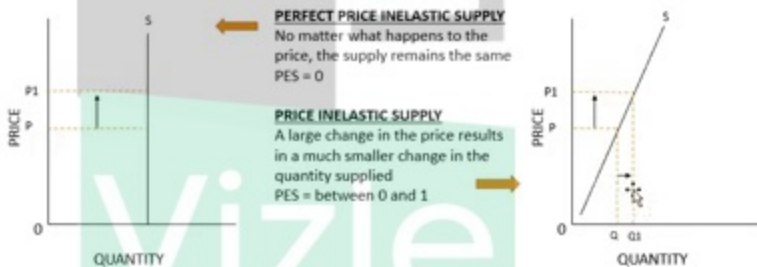 PERFECT PRICE INELASTIC SUPPLY
No matter what happens to the
price, the supply remains the same
PES = 0
PRICE INELASTIC SUPPLY
A large change in the price results
in a much smaller change in the
quantity supplied
PES = between 0 and 1
S
P1
P
PRICE
0
QUANTITY
S
P1
P
PRICE
0
Q Q1
QUANTITY
Vizle